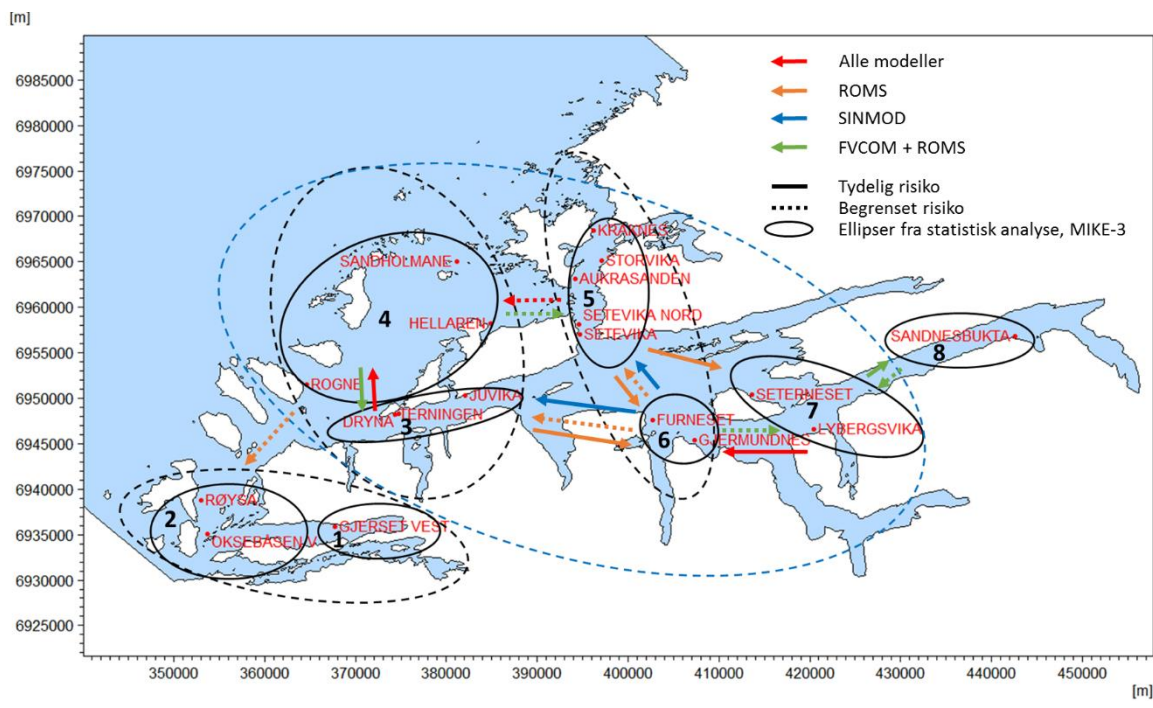 [m]
6985000
6980000
6975000
6970000
6965000
6960000
6955000
6950000
6945000
6940000
6935000
6930000
6925000
Alle modeller
ROMS
SINMOD
FVCOM + ROMS
Tydelig risiko
Begrenset risiko
Ellipser fra statistisk analyse, MIKE-3
KRAKNES
SANDHOLMANE
STORVIKA
AUKRASANDEN
5
4
HELLAREN
SETEVIKA NORD
SETEVIKA
SANDNESBUKTA
8
ROGNE
JUVIKA
SETERNESET
7
DRYNA
TERNINGEN
3
FURNESET
LYBERGSVIKA
6
GJERMUNDNES
RØYSA
2
OKSEBÅSEN V
GJERSET VEST
1
350000 360000 370000 380000 390000 400000 410000 420000 430000 440000 450000
[m]